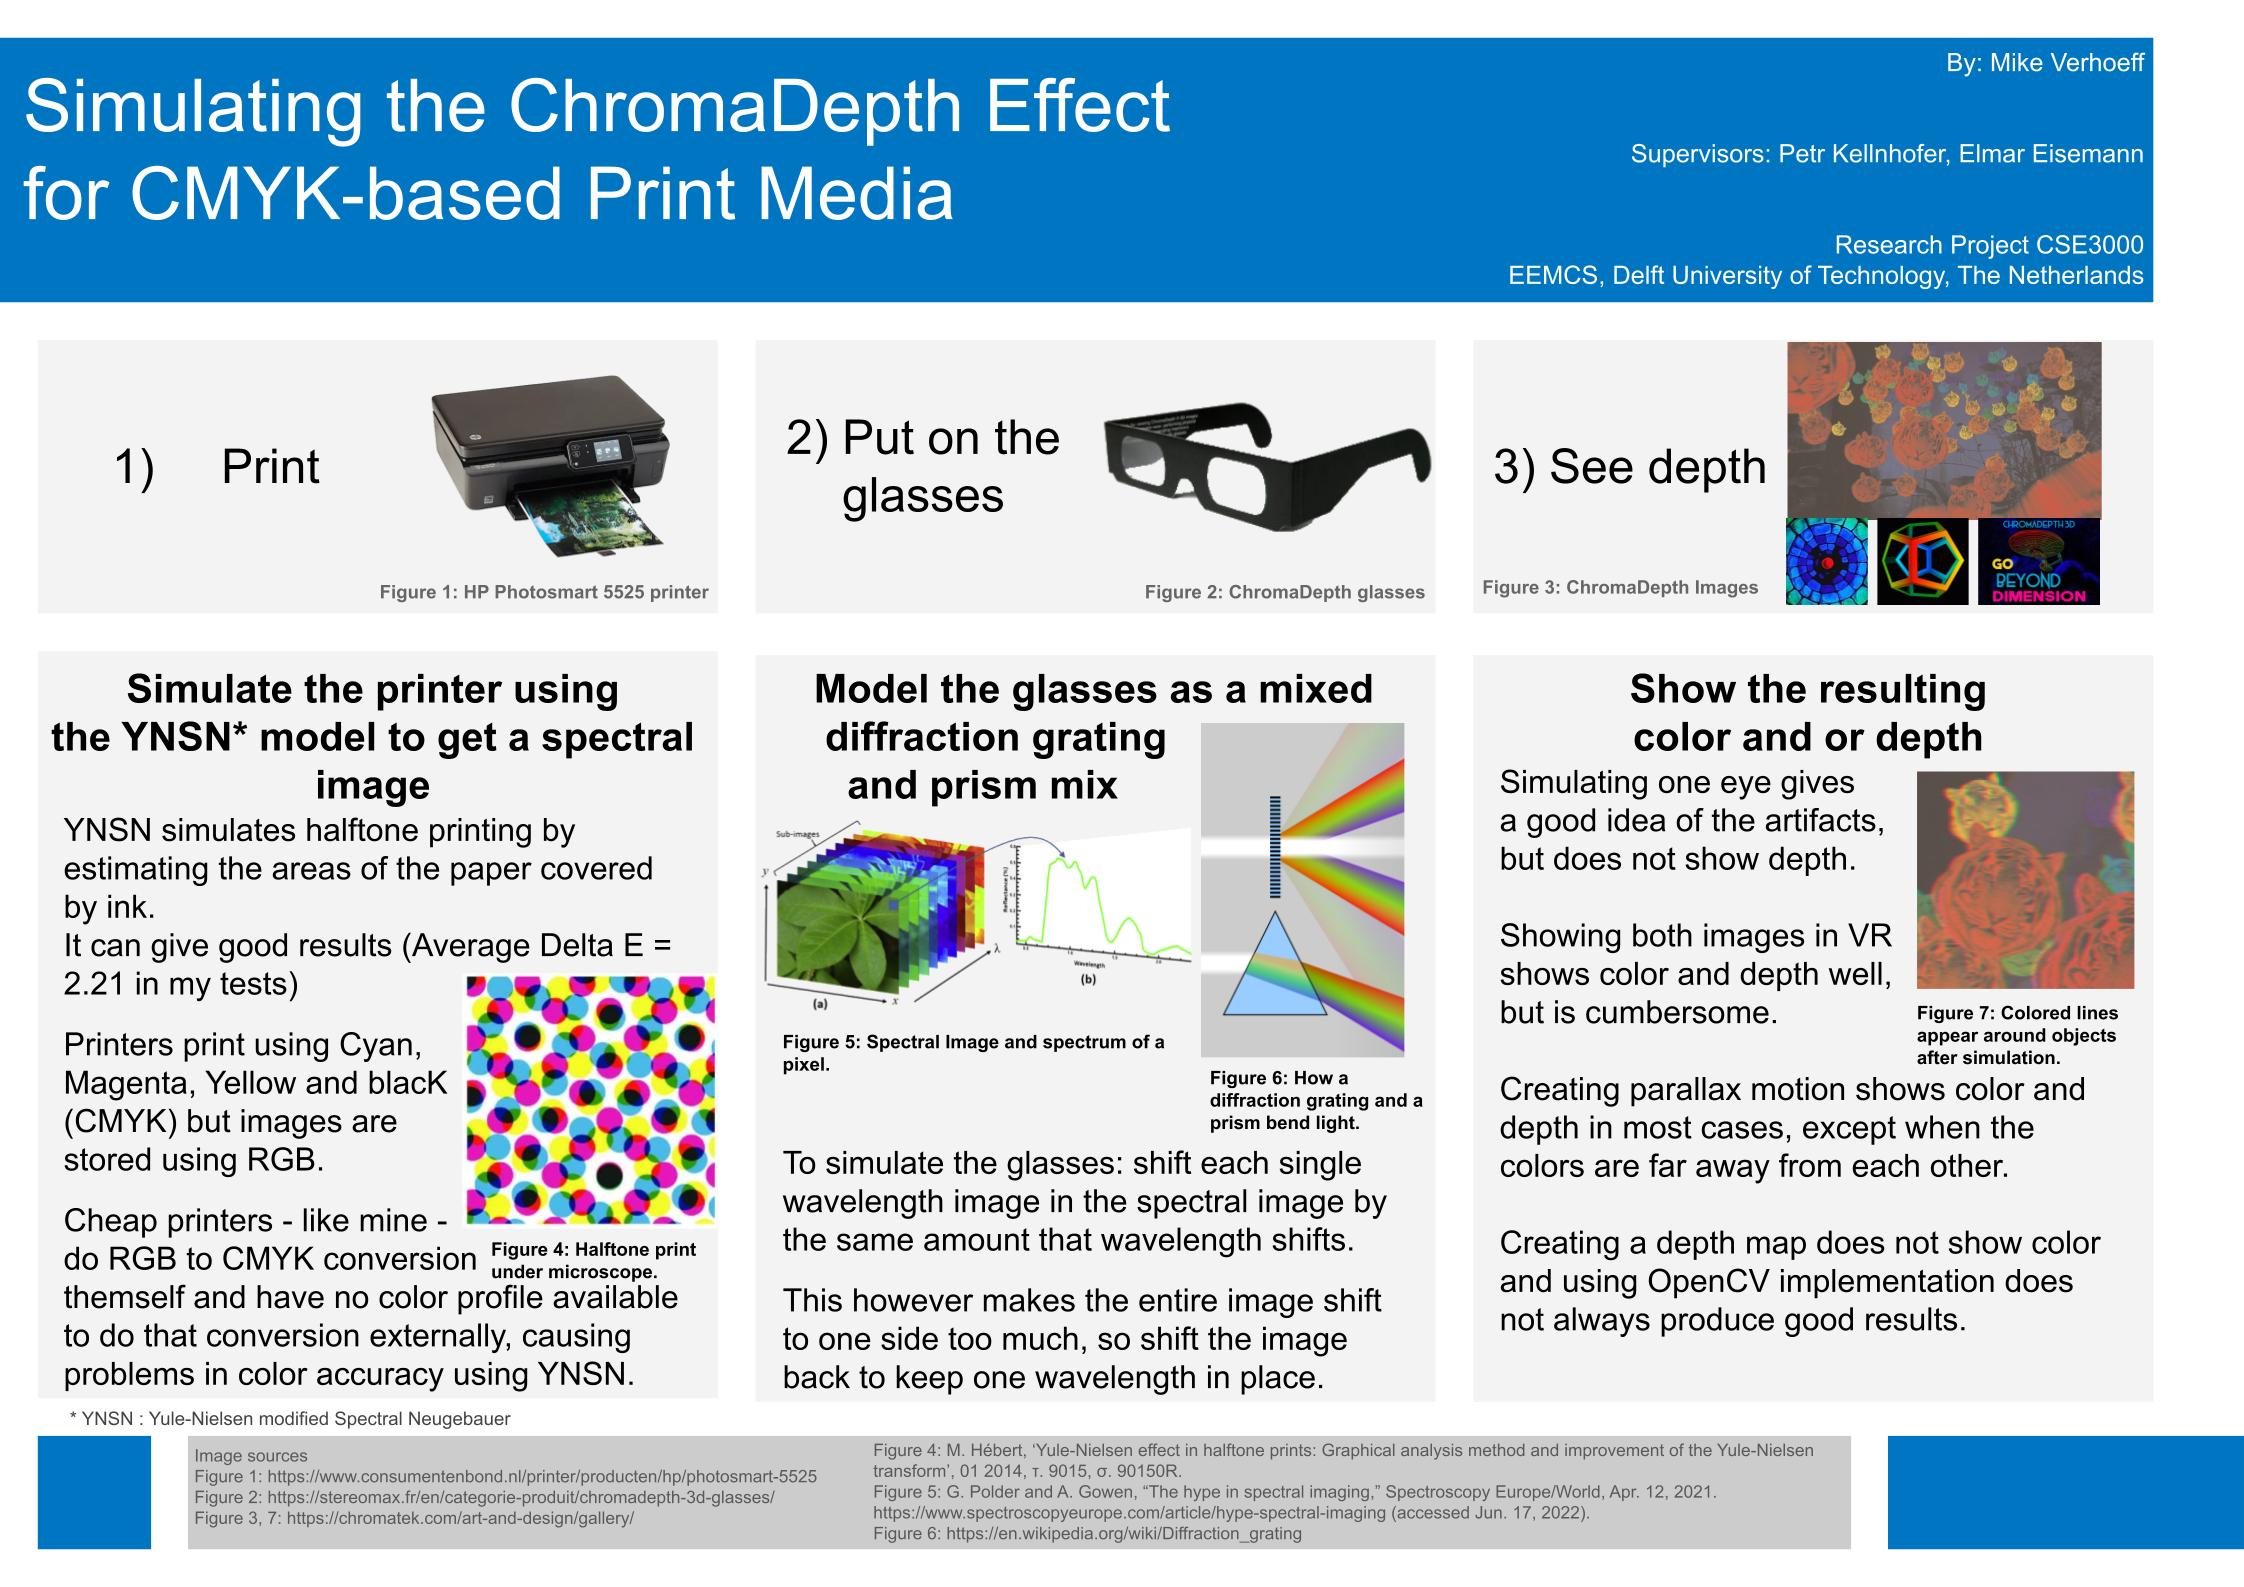 Simulating the ChromaDepth Effect
for CMYK-based Print Media
By: Mike Verhoeff
Supervisors: Petr Kellnhofer, Elmar Eisemann
Research Project CSE3000
EEMCS, Delft University of Technology, The Netherlands
1) Print
Figure 1: HP Photosmart 5525 printer
2) Put on the
glasses
Figure 2: ChromaDepth glasses
3) See depth
CHROMADEPTH 3D
GO
BEYOND
DIMENSION
Figure 3: ChromaDepth Images
Simulate the printer using
the YNSN* model to get a spectral
image
YNSN simulates halftone printing by
estimating the areas of the paper covered
by ink.
It can give good results (Average Delta E =
2.21 in my tests)
Printers print using Cyan,
Magenta, Yellow and blacK
(CMYK) but images are
stored using RGB.
Cheap printers - like mine -
do RGB to CMYK conversion
themself and have no color profile available
to do that conversion externally, causing
problems in color accuracy using YNSN.
Figure 4: Halftone print
under microscope.
* YNSN : Yule-Nielsen modified Spectral Neugebauer
Model the glasses as a mixed
diffraction grating
and prism mix
Sub-images
y
x
λ
(a)
Reflectance (%)
Wavelength
(b)
Figure 5: Spectral Image and spectrum of a
pixel.
Figure 6: How a
diffraction grating and a
prism bend light.
To simulate the glasses: shift each single
wavelength image in the spectral image by
the same amount that wavelength shifts.
This however makes the entire image shift
to one side too much, so shift the image
back to keep one wavelength in place.
Show the resulting
color and or depth
Simulating one eye gives
a good idea of the artifacts,
but does not show depth.
Showing both images in VR
shows color and depth well,
but is cumbersome.
Figure 7: Colored lines
appear around objects
after simulation.
Creating parallax motion shows color and
depth in most cases, except when the
colors are far away from each other.
Creating a depth map does not show color
and using OpenCV implementation does
not always produce good results.
Image sources
Figure 1: https://www.consumentenbond.nl/printer/producten/hp/photosmart-5525
Figure 2: https://stereomax.fr/en/categorie-produit/chromadepth-3d-glasses/
Figure 3, 7: https://chromatek.com/art-and-design/gallery/
Figure 4: M. Hébert, ‘Yule-Nielsen effect in halftone prints: Graphical analysis method and improvement of the Yule-Nielsen
transform’, 01 2014, τ. 9015, σ. 90150R.
Figure 5: G. Polder and A. Gowen, “The hype in spectral imaging,” Spectroscopy Europe/World, Apr. 12, 2021.
https://www.spectroscopyeurope.com/article/hype-spectral-imaging (accessed Jun. 17, 2022).
Figure 6: https://en.wikipedia.org/wiki/Diffraction_grating